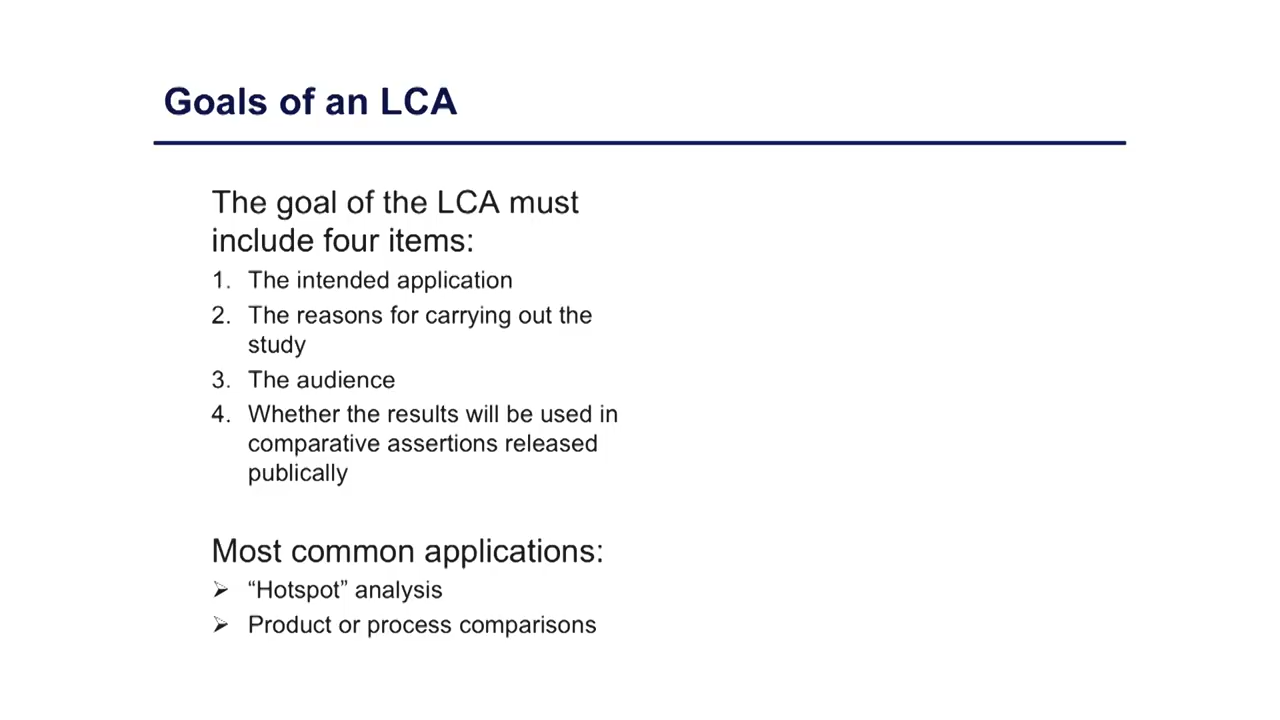 Goals of an LCA
The goal of the LCA must
include four items:
1. The intended application
2. The reasons for carrying out the
study
3. The audience
4. Whether the results will be used in
comparative assertions released
publically
Most common applications:
➢ “Hotspot” analysis
➢ Product or process comparisons